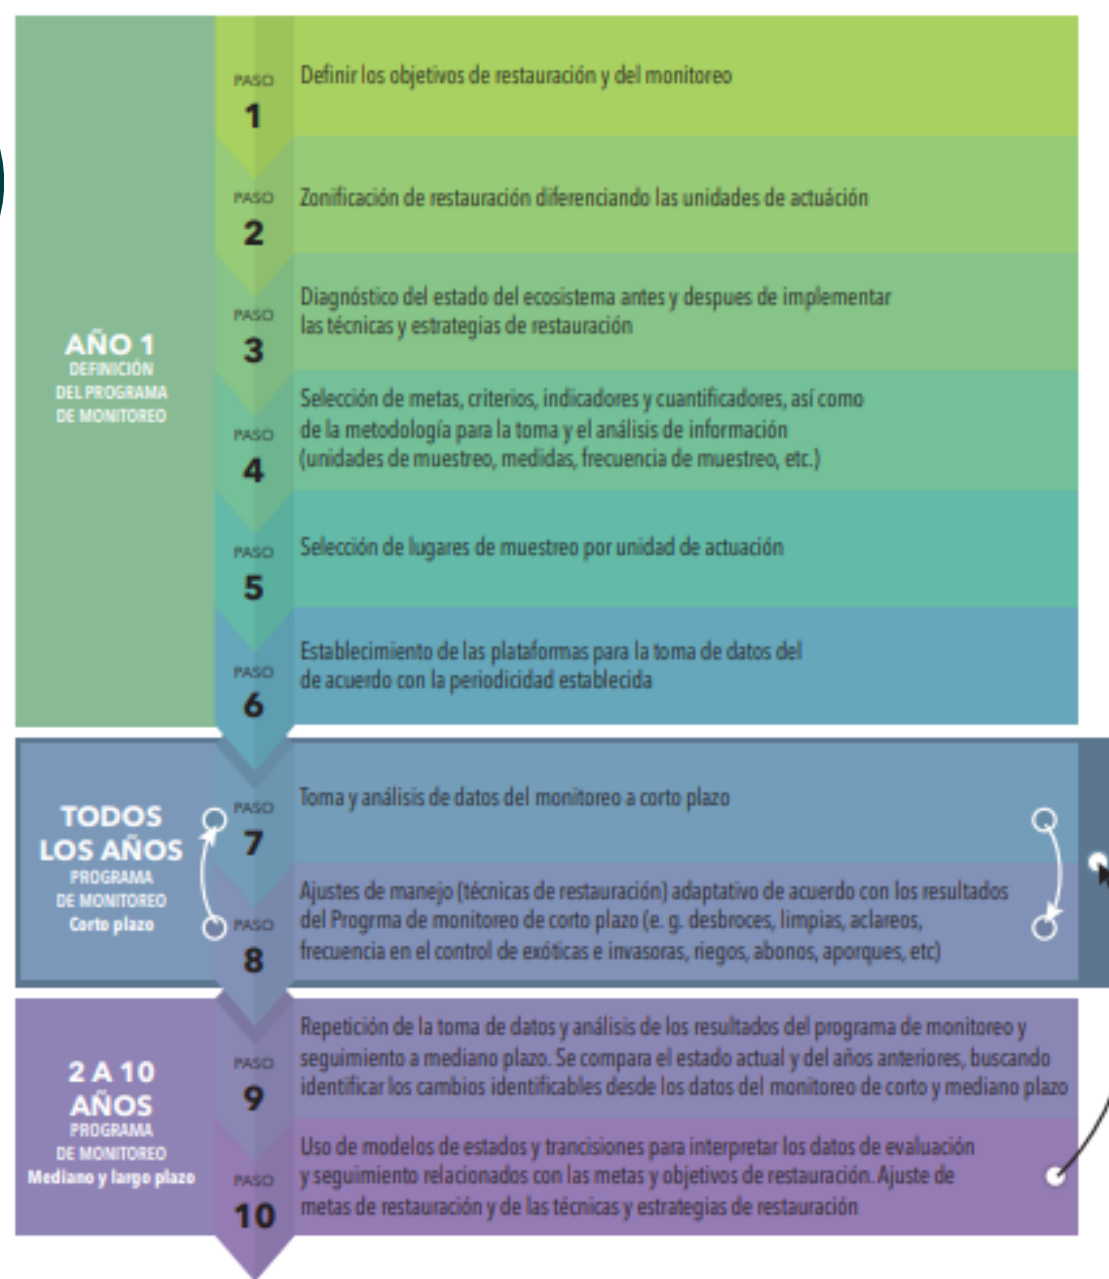 AÑO 1
DEFINICIÓN
DEL PROGRAMA
DE MONITOREO
PASO
1
Definir los objetivos de restauración y del monitoreo
PASO
2
Zonificación de restauración diferenciando las unidades de actuáción
PASO
3
Diagnóstico del estado del ecosistema antes y despues de implementar
las técnicas y estrategias de restauración
PASO
4
Selección de metas, criterios, indicadores y cuantificadores, así como
de la metodología para la toma y el análisis de información
(unidades de muestreo, medidas, frecuencia de muestreo, etc.)
PASO
5
Selección de lugares de muestreo por unidad de actuación
PASO
6
Establecimiento de las plataformas para la toma de datos del
de acuerdo con la periodicidad establecida
TODOS
LOS AÑOS
PROGRAMA
DE MONITOREO
Corto plazo
PASO
7
Toma y análisis de datos del monitoreo a corto plazo
PASO
8
Ajustes de manejo (técnicas de restauración) adaptativo de acuerdo con los resultados
del Progrma de monitoreo de corto plazo (e. g. desbroces, limpias, aclareos,
frecuencia en el control de exóticas e invasoras, riegos, abonos, aporques, etc)
2 A 10
AÑOS
PROGRAMA
DE MONITOREO
Mediano y largo plazo
PASO
9
Repetición de la toma de datos y análisis de los resultados del programa de monitoreo y
seguimiento a mediano plazo. Se compara el estado actual y del años anteriores, buscando
identificar los cambios identificables desde los datos del monitoreo de corto y mediano plazo
PASO
10
Uso de modelos de estados y trancisiones para interpretar los datos de evaluación
y seguimiento relacionados con las metas y objetivos de restauración. Ajuste de
metas de restauración y de las técnicas y estrategias de restauración